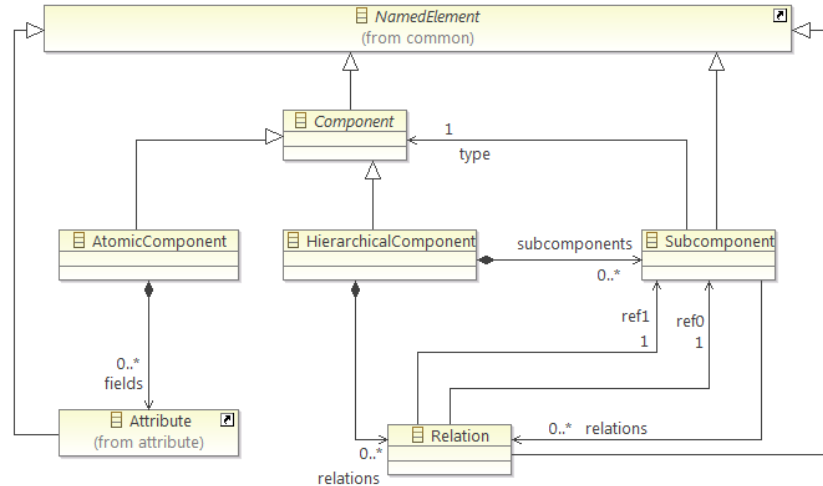 NamedElement
(from common)
Component
1
type
AtomicComponent
HierarchicalComponent
subcomponents
0..*
Subcomponent
ref1
1
ref0
1
0..*
fields
Attribute
(from attribute)
Relation
0..* relations
0..*
relations